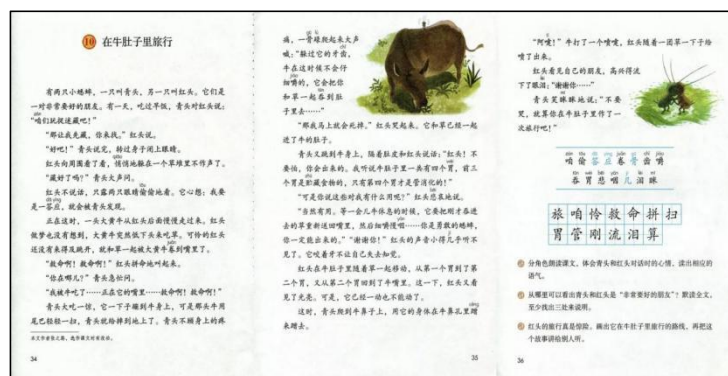 10 在牛肚子里旅行
有两只小蟋蟀，一只叫青头，另一只叫红头。它们是
一对非常要好的朋友。有一天，吃过早饭，青头对红头说：
“咱们玩捉迷藏吧！”
“那让我先藏，你来找。”红头说。
“好吧！”青头说完，转过身子闭上眼睛。
红头向周围看了看，悄悄地躲在一个草堆里不作声了。
“藏好了吗？”青头大声问。
红头不说话，只露两只眼睛偷偷地看。它心想：我要
是一答应，就会被青头发现。
正在这时，一头大黄牛从红头后面慢慢走过来。红头
做梦也没有想到，大黄牛突然低下头来吃草。可怜的红头
还没有来得及跳开，就和草一起被大黄牛卷到嘴里了。
“救命啊！救命啊！”红头拼命地叫起来。
“你在哪儿？”青头急忙问。
“我被牛吃了……正在它的嘴里……救命啊！救命啊！”
青头大吃一惊，它一下子蹦到牛身上，可是那头牛用
尾巴轻轻一扫，青头就给摔到地上了。青头不顾身上的疼
34
痛，一骨碌爬起来大声
喊：“躲过它的牙齿，
牛在这时候不会仔
细嚼的，它会把你
和草一起吞到肚
子里去……”
“那我马上就会死掉。”红头哭起来。它和草已经一起
进了牛的肚子。
青头又跳到牛身上，隔着肚皮和红头说话：“红头！不
要怕，你会出来的。我听说牛肚子里一共有四个胃，前三
个胃是贮藏食物的，只有第四个胃才是管消化的！”
“可是你说这些对我有什么用呢？”红头悲哀地说。
“当然有用。等一会儿牛休息的时候，它要把刚才吞进
去的草重新送回嘴里，然后细嚼慢咽……你是勇敢的蟋蟀，
你一定能出来的。”“谢谢你！”红头的声音小得几乎听不
见了。它咬着牙不让自己失去知觉。
红头在牛肚子里随着草一起移动。从第一个胃到了第
二个胃，又从第二个胃回到了牛嘴里。这一下，红头又看
见了光亮。可是，它已经一动也不能动了。
这时，青头爬到牛鼻子上，用它的身体在牛鼻孔里蹭
来蹭去。
35
“阿嚏！”牛打了一个喷嚏，红头随着一团草一下子给
喷了出来。
红头看见自己的朋友，高兴得流
下了眼泪：“谢谢你……”
青头笑眯眯地说：“不要
哭，就算你在牛肚子里作了一
次旅行吧！”
咱 偷 答 应 卷 骨 齿 嚼
吞 胃 悲 咽 几 泪 眯
旅 咱 怜 救 命 拼 扫
胃 管 刚 流 泪 算
分角色朗读课文，体会青头和红头对话时的心情，读出相应的
语气。
从哪里可以看出青头和红头是“非常要好的朋友”？默读全文，
至少找出三处来说明。
红头的旅行真是惊险。画出它在牛肚子里旅行的路线，再把这
个故事讲给别人听。
36